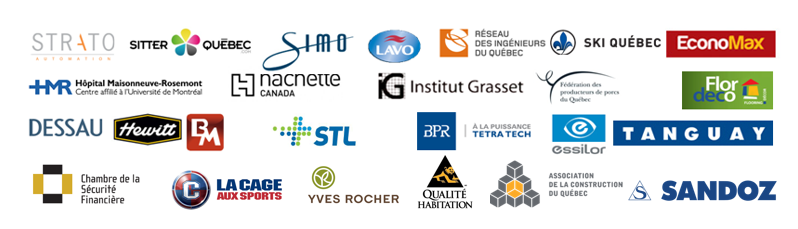 STRATO
AUTOMATION
SITTER QUÉBEC
.com
SIMO
LAVO
RÉSEAU
DES INGÉNIEURS
DU QUÉBEC
SKI QUÉBEC
EconoMax
HMR Hôpital Maisonneuve-Rosemont
Centre affilié à l'Université de Montréal
H
hacnette
CANADA
iG Institut Grasset
Fédération des
producteurs de porcs
du Québec
Flor
deco
DESSAU
Hewitt
BM
STL
BPR
À LA PUISSANCE
TETRA TECH
essilor
TANGUAY
Chambre de la
Sécurité
Financière
C
LA CAGE
AUX SPORTS
YR
YVES ROCHER
QUALITÉ
HABITATION
ASSOCIATION
DE LA CONSTRUCTION
DU QUÉBEC
S SANDOZ